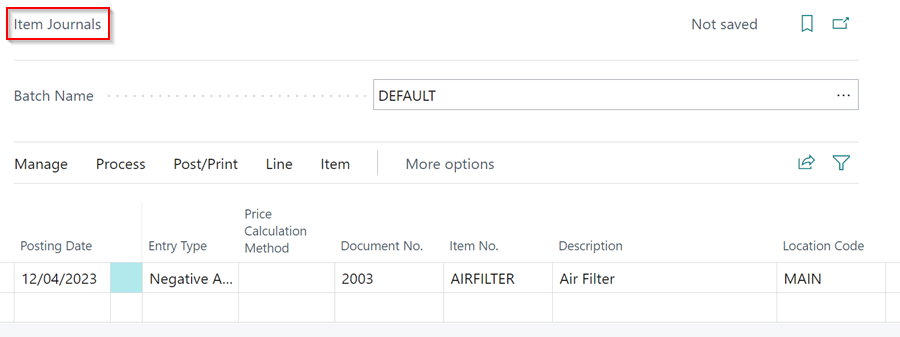 Item Journals Not saved
Batch Name DEFAULT ...
Manage Process Post/Print Line Item More options
Posting Date Entry Type Price Calculation Method Document No. Item No. Description Location Code
12/04/2023 Negative A... 2003 AIRFILTER Air Filter MAIN